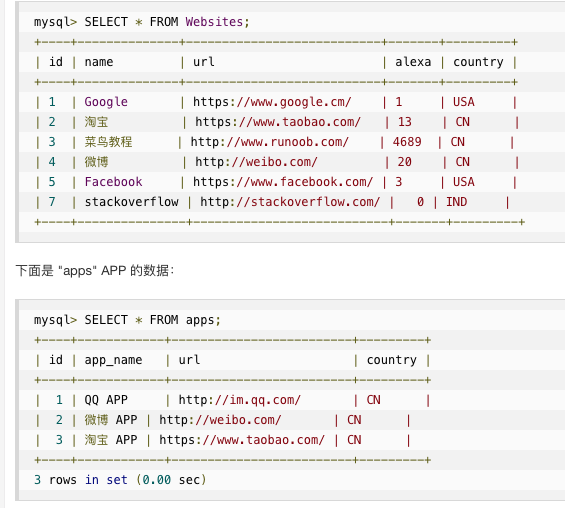 mysql> SELECT * FROM Websites;
+----+---------------+---------------------------+-------+---------+
| id | name          | url                       | alexa | country |
+----+---------------+---------------------------+-------+---------+
| 1  | Google        | https://www.google.cm/    | 1     | USA     |
| 2  | 淘宝          | https://www.taobao.com/   | 13    | CN      |
| 3  | 菜鸟教程      | http://www.runoob.com/    | 4689  | CN      |
| 4  | 微博          | http://weibo.com/         | 20    | CN      |
| 5  | Facebook      | https://www.facebook.com/ | 3     | USA     |
| 7  | stackoverflow | http://stackoverflow.com/ |   0 | IND     |
+----+---------------+---------------------------+-------+---------+
下面是 "apps" APP 的数据：
mysql> SELECT * FROM apps;
+----+------------+-------------------------+---------+
| id | app_name   | url                     | country |
+----+------------+-------------------------+---------+
|  1 | QQ APP     | http://im.qq.com/       | CN      |
|  2 | 微博 APP | http://weibo.com/       | CN      |
|  3 | 淘宝 APP | https://www.taobao.com/ | CN      |
+----+------------+-------------------------+---------+
3 rows in set (0.00 sec)